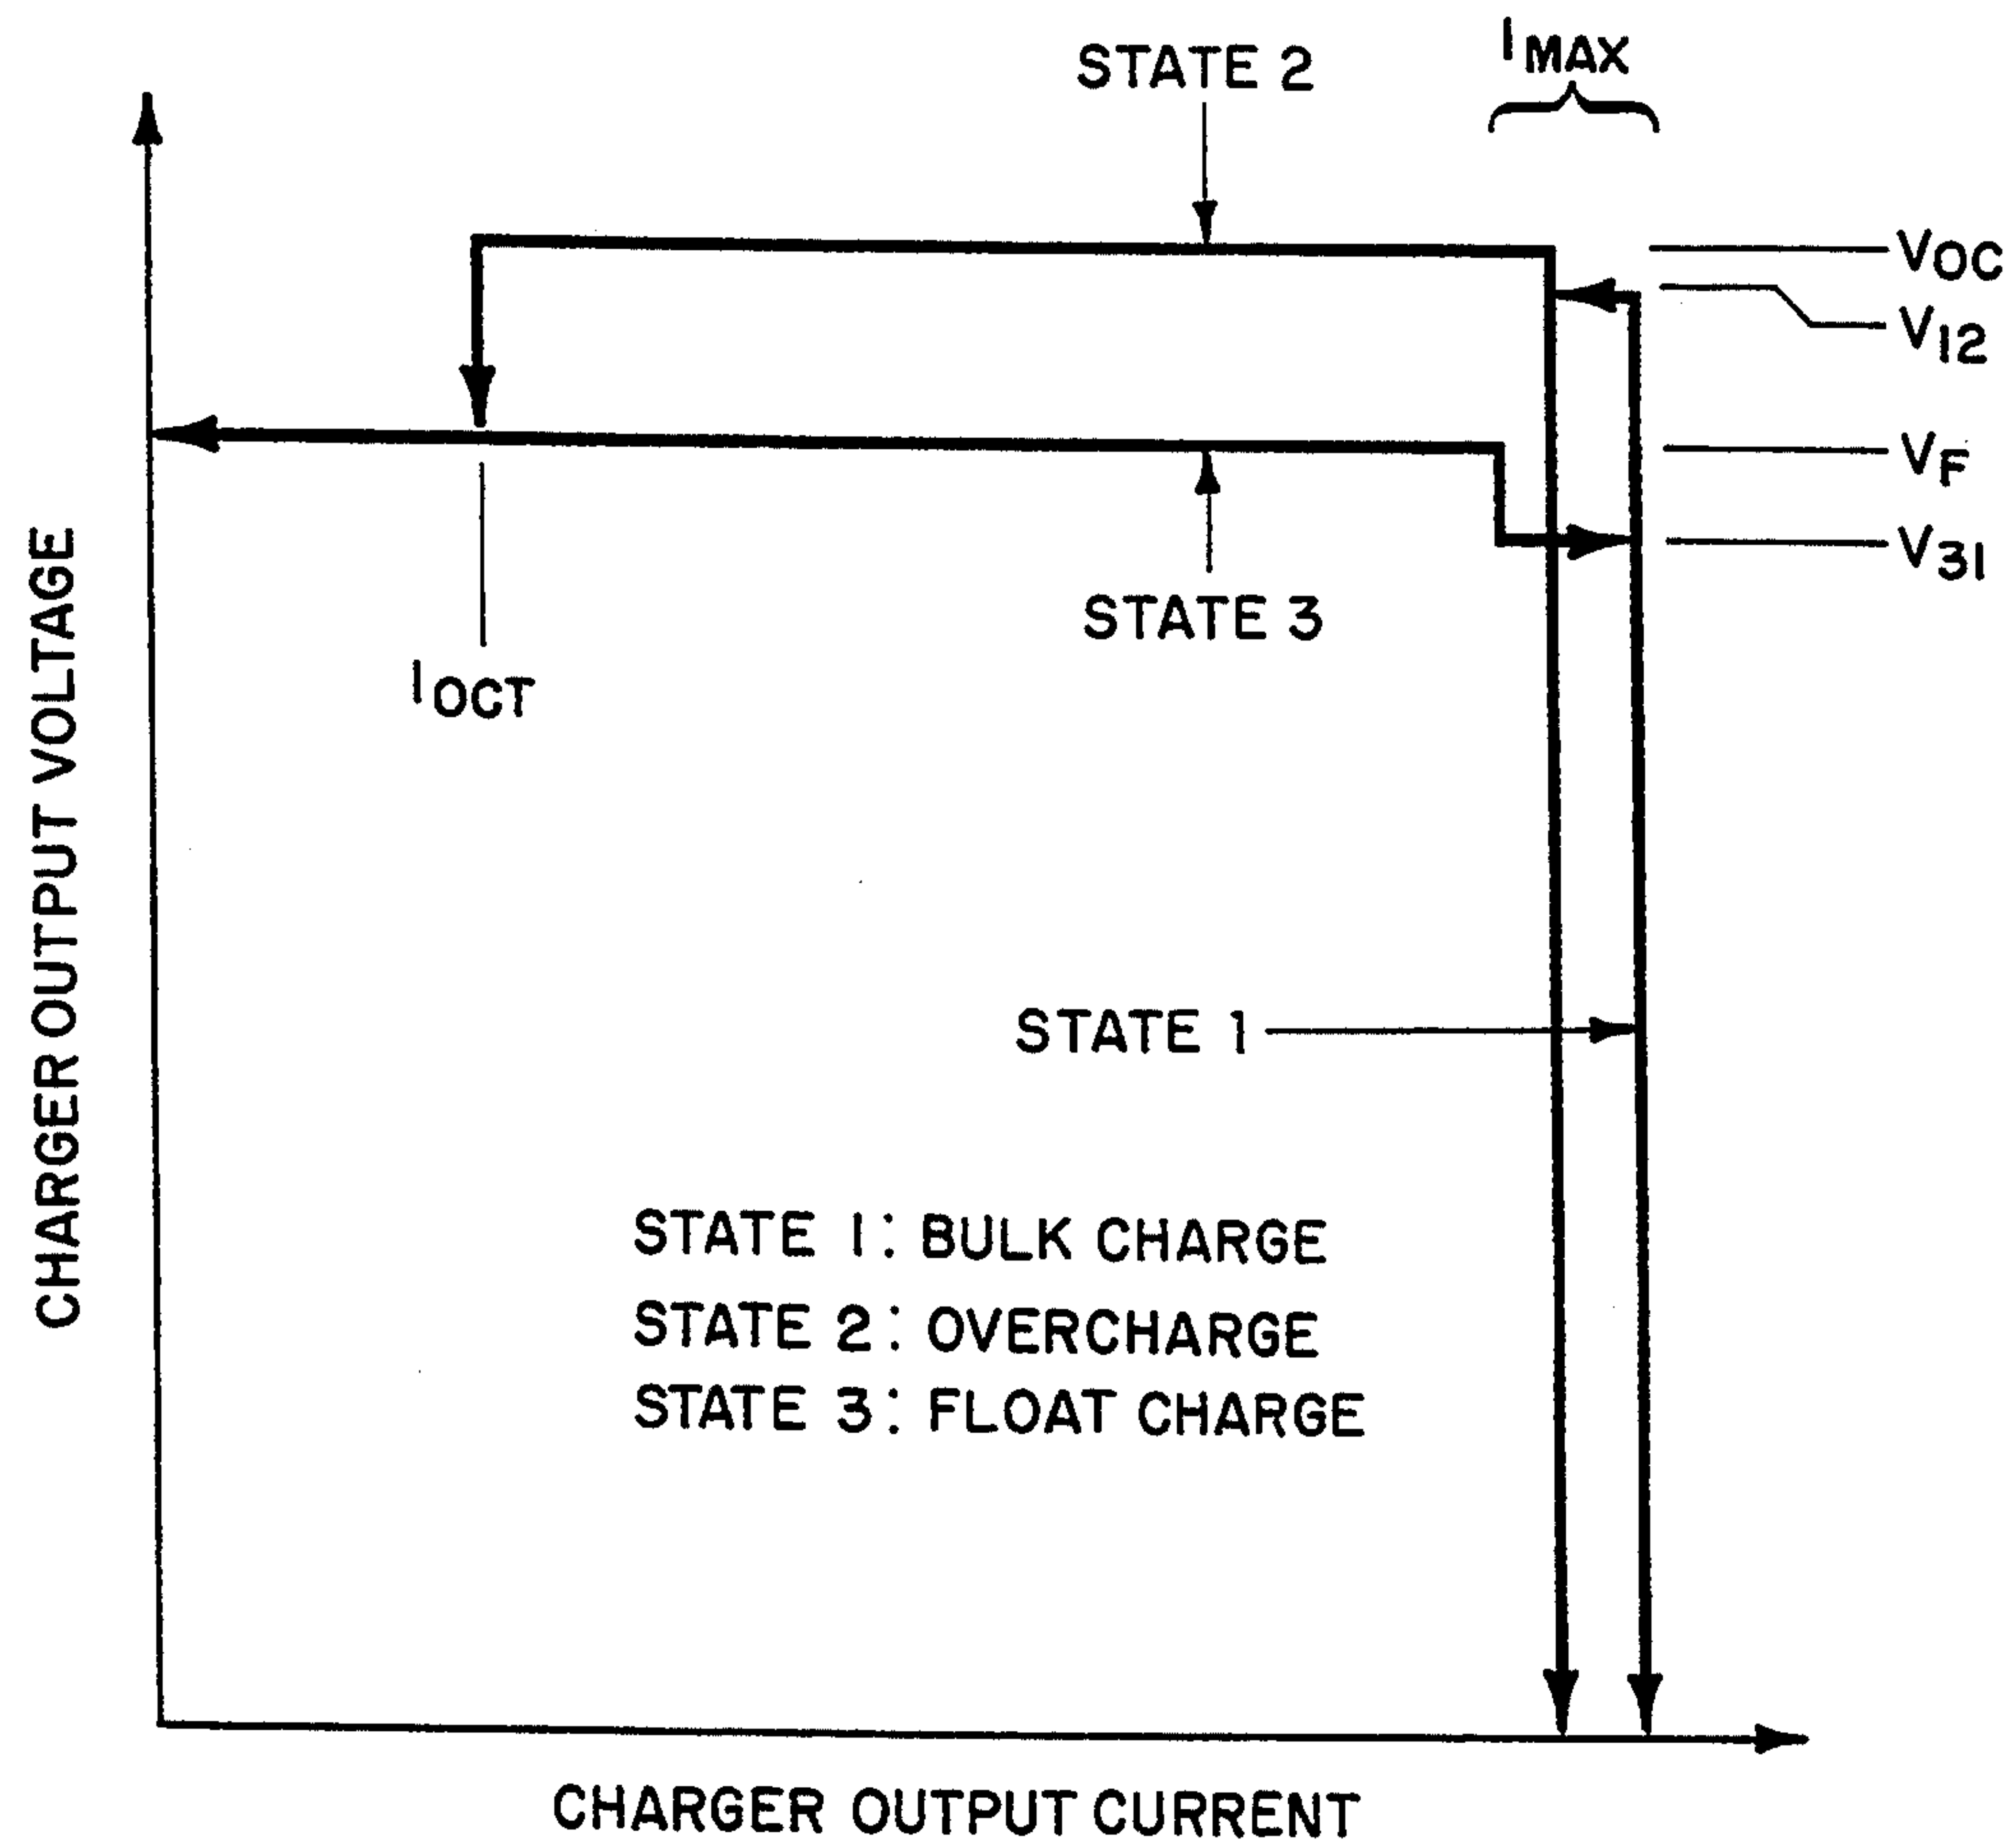 STATE 2
IMAX
VOC
V12
VF
V31
STATE 3
IOCT
CHARGER OUTPUT VOLTAGE
STATE 1
STATE 1: BULK CHARGE
STATE 2: OVERCHARGE
STATE 3: FLOAT CHARGE
CHARGER OUTPUT CURRENT